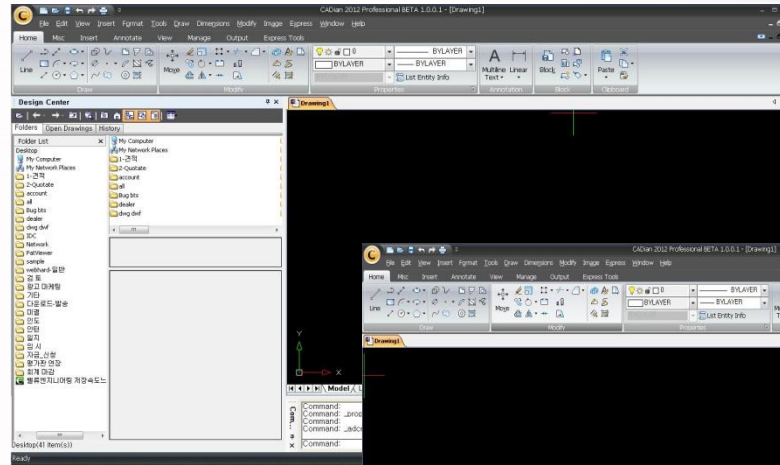 CADian 2012 Professional BETA 1.0.0.1 - [Drawing1]
File Edit View Insert Format Tools Draw Dimensions Modify Image Express Window Help
Home Misc Insert Annotate View Manage Output Express Tools
BYLAYER
Line Move BYLAYER BYLAYER Multiline Text Linear Block Paste
List Entity Info
Draw Modify Properties Annotation Block Clipboard
Design Center
Drawing1
Folders Open Drawings History
Folder List
Desktop
My Computer
My Network Places
1-견적
2-Quotate
account
all
Bug bts
dealer
dwg dxf
IDC
Network
PatViewer
sample
webhard-일반
검 토
광고 마케팅
기타
다운로드-발송
미결
인도
인턴
일지
임 시
자금_신청
평가판 연장
회계 마감
My Computer
My Network Places
1-견적
2-Quotate
account
all
Bug bts
dealer
dwg dwf
Desktop(41 Item(s))
Ready
Y
X
Model
Command:
Command: _prop
Command:
Command: _adce
Command:
CADian 2012 Professional BETA 1.0.0.1 - [Drawing1]
File Edit View Insert Format Tools Draw Dimensions Modify Image Express Window Help
Home Misc Insert Annotate View Manage Output Express Tools
BYLAYER
Line Move BYLAYER BYLAYER
List Entity Info
Draw Modify Properties
Drawing1